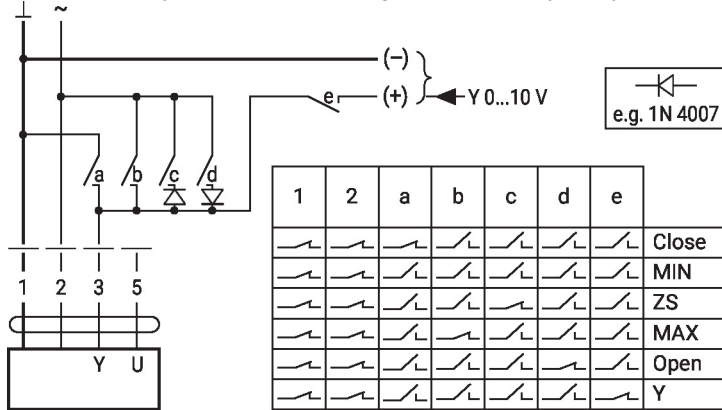 ⊥ ~
(–)
e (+) Y 0...10 V
e.g. 1N 4007
a b c d
1 2 a b c d e
Close
MIN
ZS
MAX
Open
Y
1 2 3 5
Y U